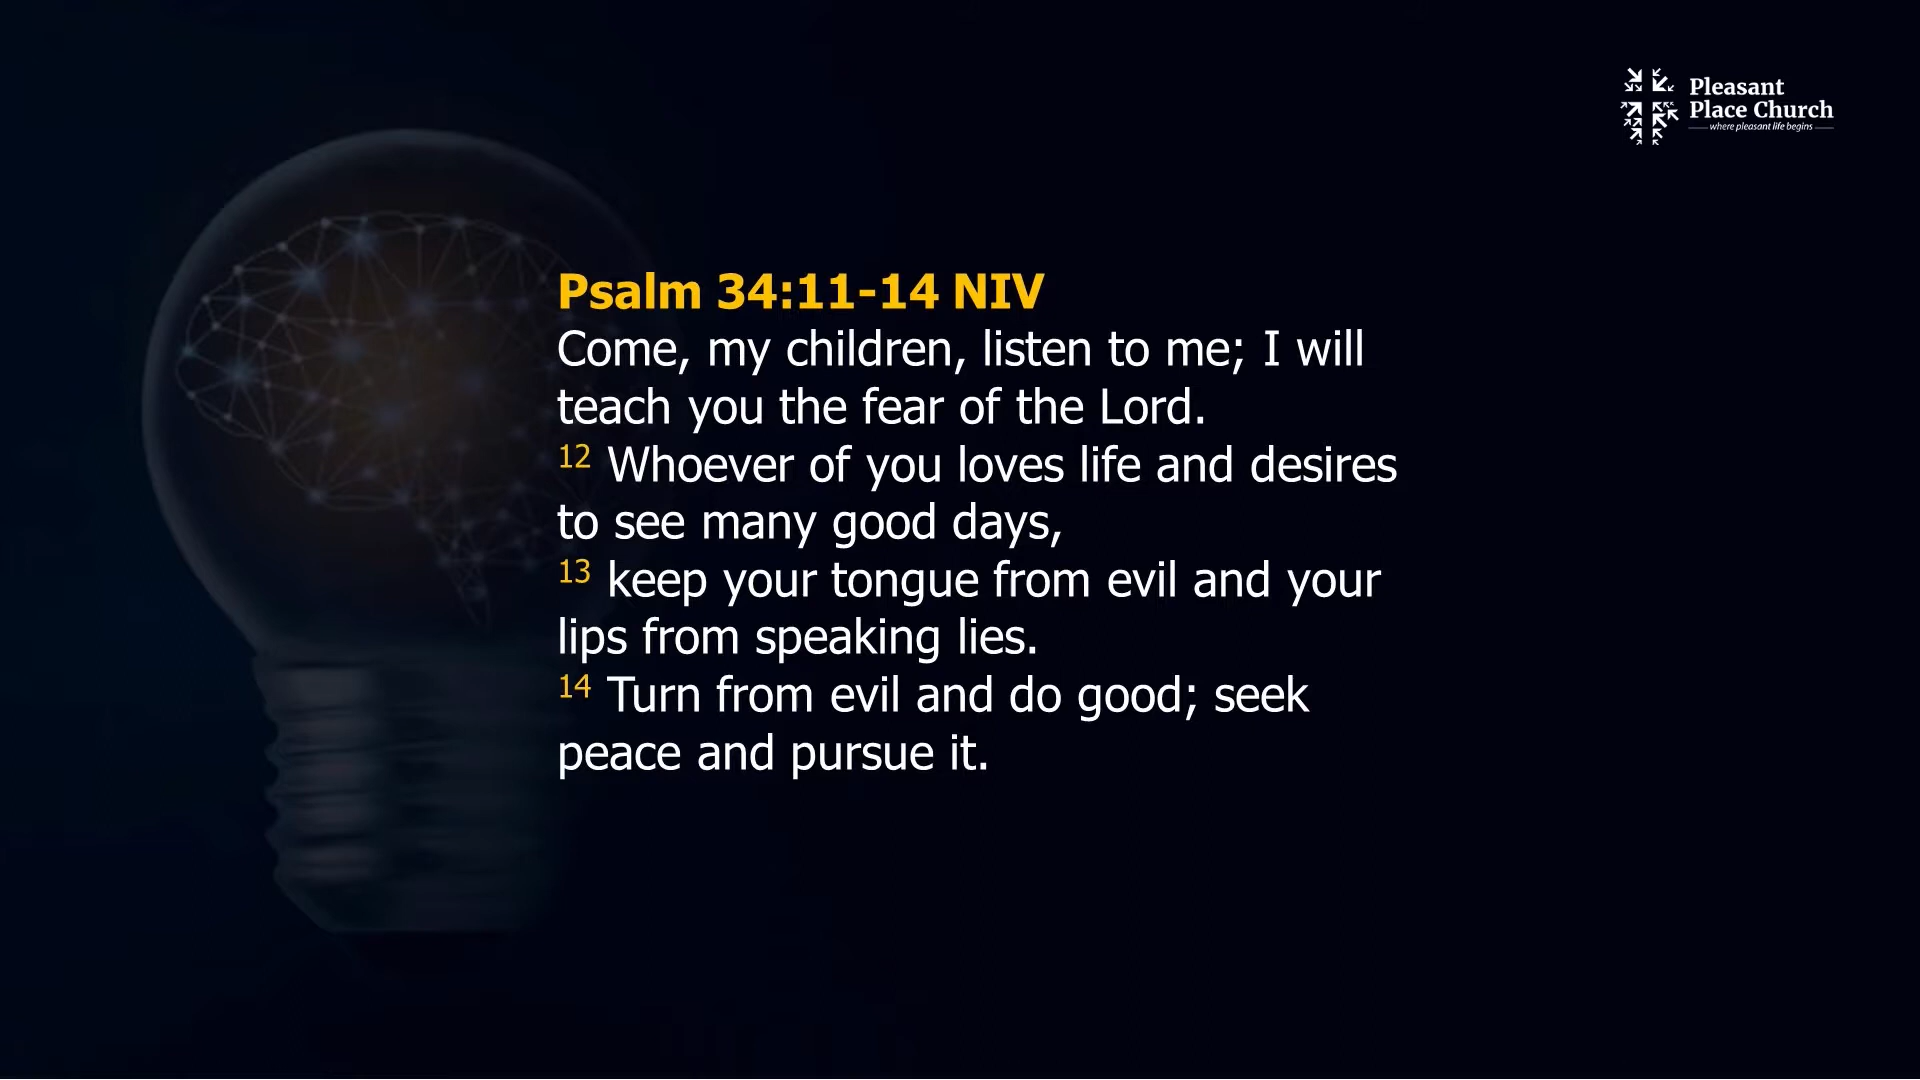 Pleasant
Place Church
where pleasant life begins
Psalm 34:11-14 NIV
Come, my children, listen to me; I will
teach you the fear of the Lord.
12 Whoever of you loves life and desires
to see many good days,
13 keep your tongue from evil and your
lips from speaking lies.
14 Turn from evil and do good; seek
peace and pursue it.